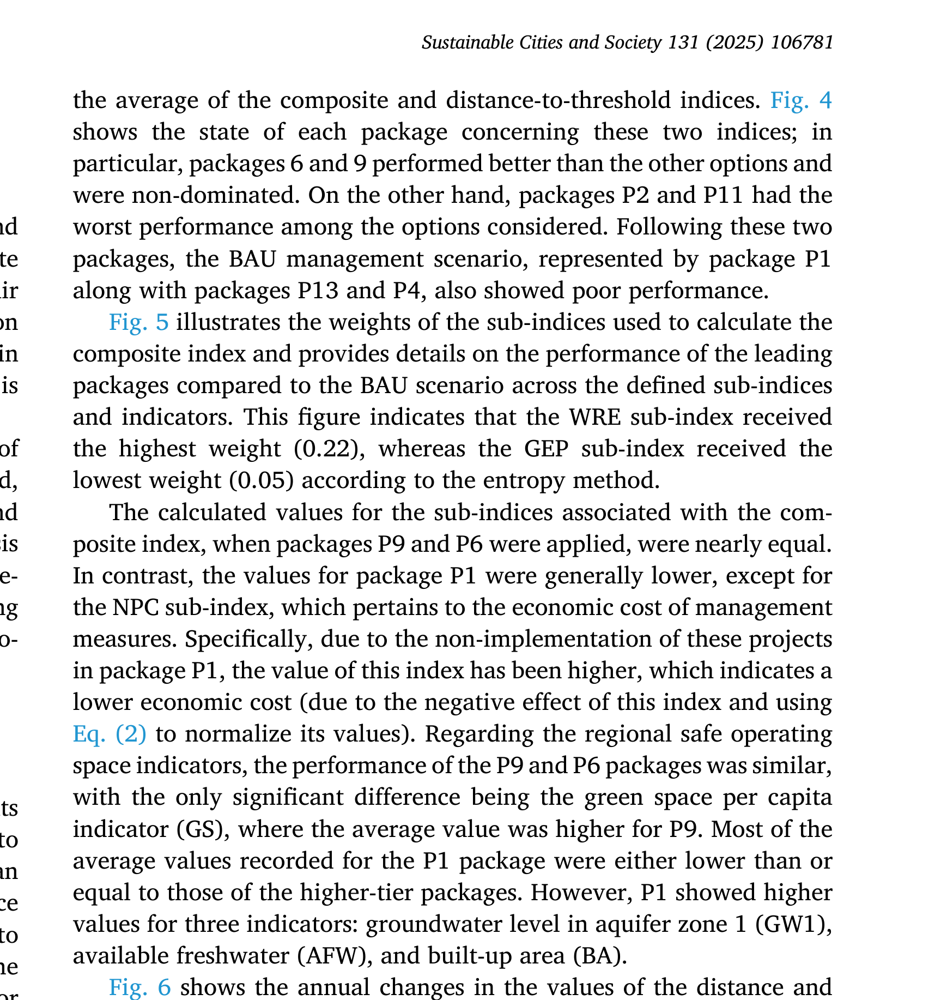 Sustainable Cities and Society 131 (2025) 106781
nd
te
ir
on
in
is
of
d,
nd
sis
e-
ng
o-
ts
to
an
ce
to
ne
or
the average of the composite and distance-to-threshold indices. Fig. 4
shows the state of each package concerning these two indices; in
particular, packages 6 and 9 performed better than the other options and
were non-dominated. On the other hand, packages P2 and P11 had the
worst performance among the options considered. Following these two
packages, the BAU management scenario, represented by package P1
along with packages P13 and P4, also showed poor performance.
Fig. 5 illustrates the weights of the sub-indices used to calculate the
composite index and provides details on the performance of the leading
packages compared to the BAU scenario across the defined sub-indices
and indicators. This figure indicates that the WRE sub-index received
the highest weight (0.22), whereas the GEP sub-index received the
lowest weight (0.05) according to the entropy method.
The calculated values for the sub-indices associated with the com-
posite index, when packages P9 and P6 were applied, were nearly equal.
In contrast, the values for package P1 were generally lower, except for
the NPC sub-index, which pertains to the economic cost of management
measures. Specifically, due to the non-implementation of these projects
in package P1, the value of this index has been higher, which indicates a
lower economic cost (due to the negative effect of this index and using
Eq. (2) to normalize its values). Regarding the regional safe operating
space indicators, the performance of the P9 and P6 packages was similar,
with the only significant difference being the green space per capita
indicator (GS), where the average value was higher for P9. Most of the
average values recorded for the P1 package were either lower than or
equal to those of the higher-tier packages. However, P1 showed higher
values for three indicators: groundwater level in aquifer zone 1 (GW1),
available freshwater (AFW), and built-up area (BA).
Fig. 6 shows the annual changes in the values of the distance and